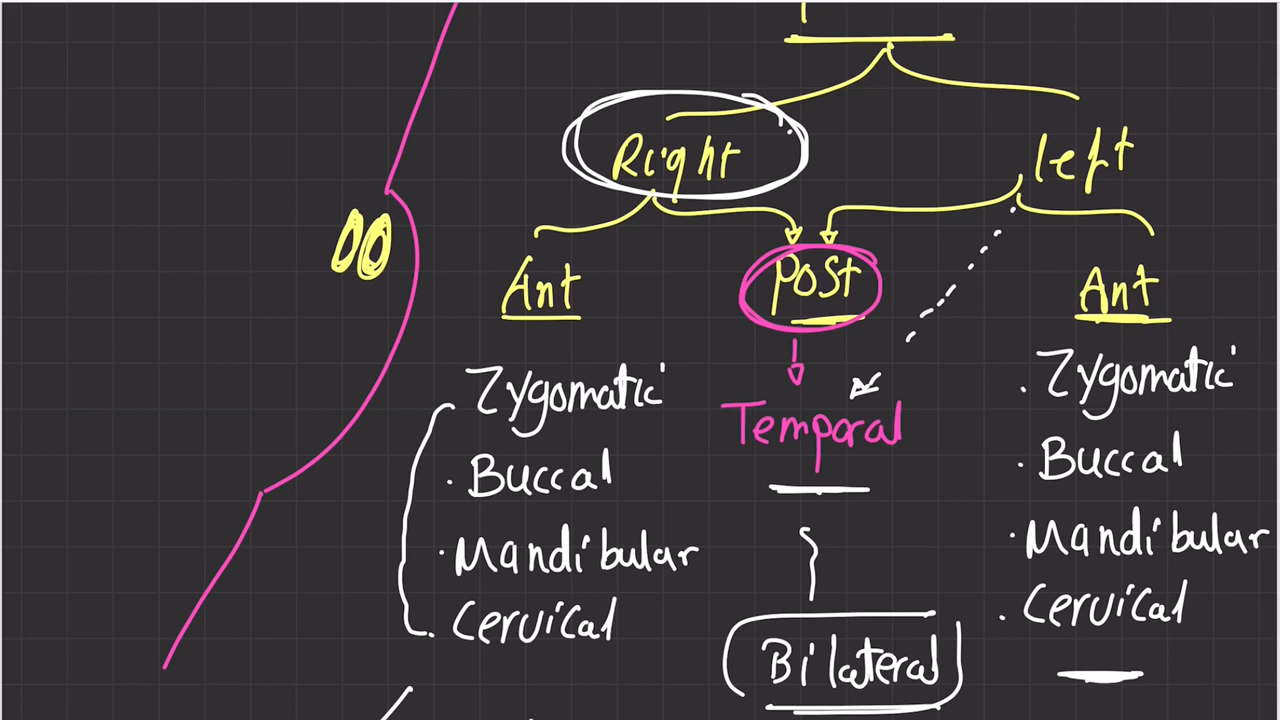 Right
left
Ant
Post
Ant
Zygomatic
· Buccal
· Mandibular
· Cervical
Temporal
Bilateral
· Zygomatic
· Buccal
· Mandibular
· Cervical